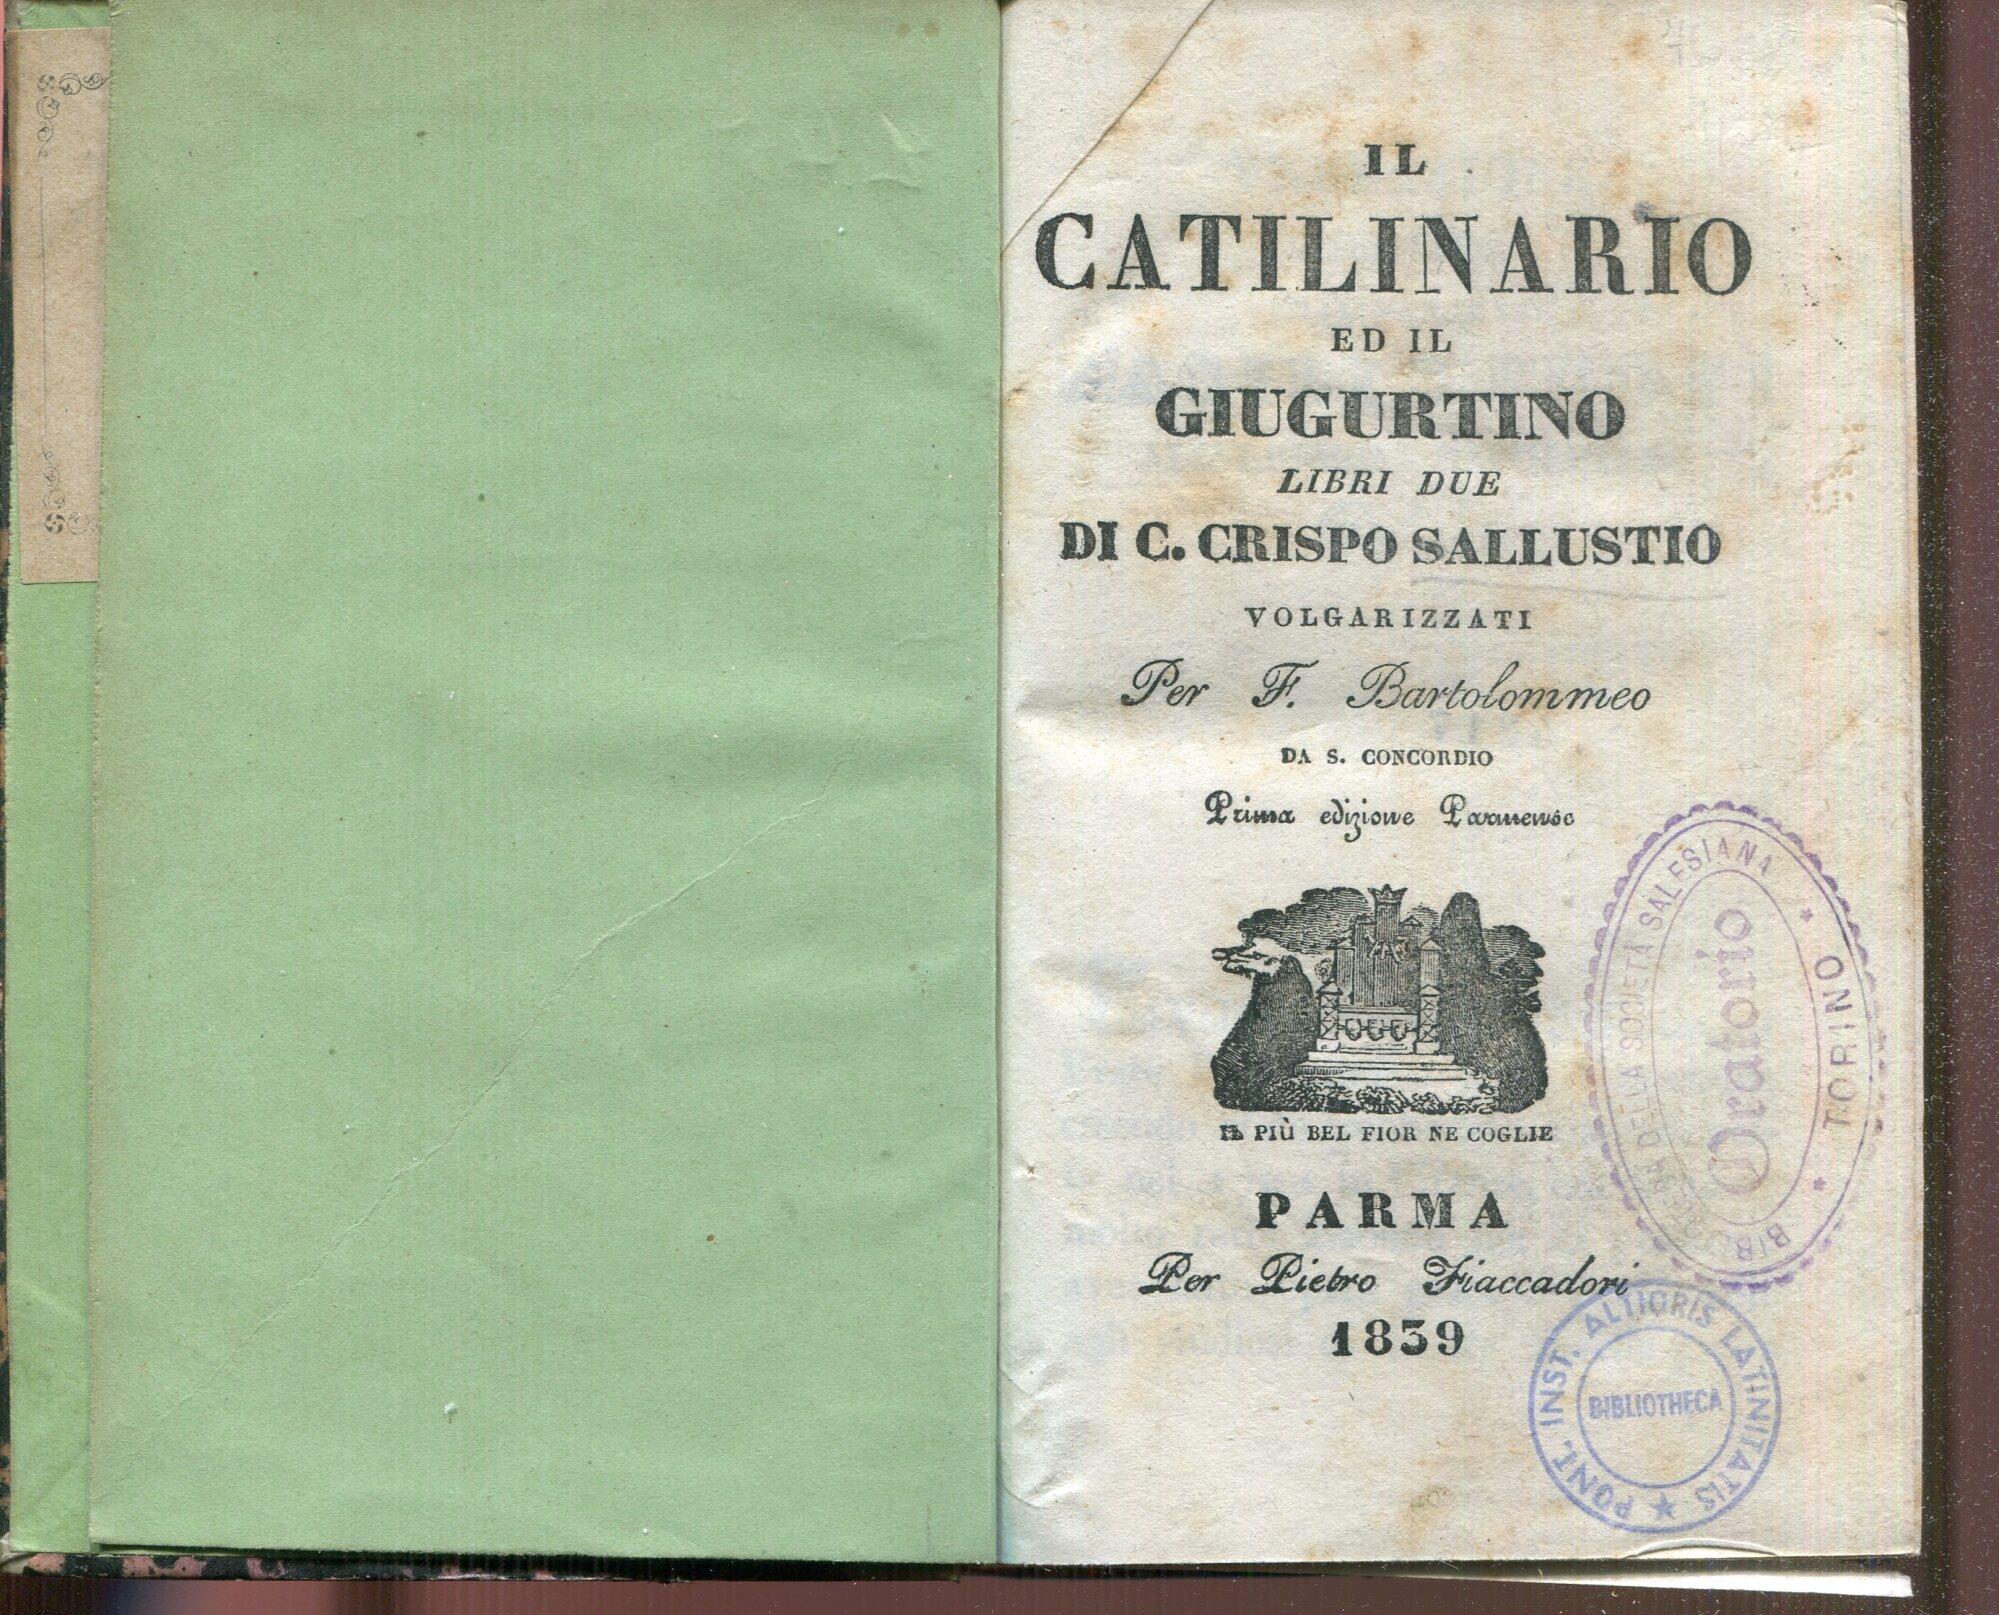 IL
CATILINARIO
ED IL
GIUGURTINO
LIBRI DUE
DI C. CRISPO SALLUSTIO
VOLGARIZZATI
Per F. Bartolommeo
DA S. CONCORDIO
Prima edizione Parmense
IL PIÙ BEL FIOR NE COGLIE
PARMA
Per Pietro Fiaccadori
1839
DELLA SOCIETÀ SALESIANA
* TORINO *
Oratorio
PONT. INST. ALTIORIS LATINITATIS
BIBLIOTHECA